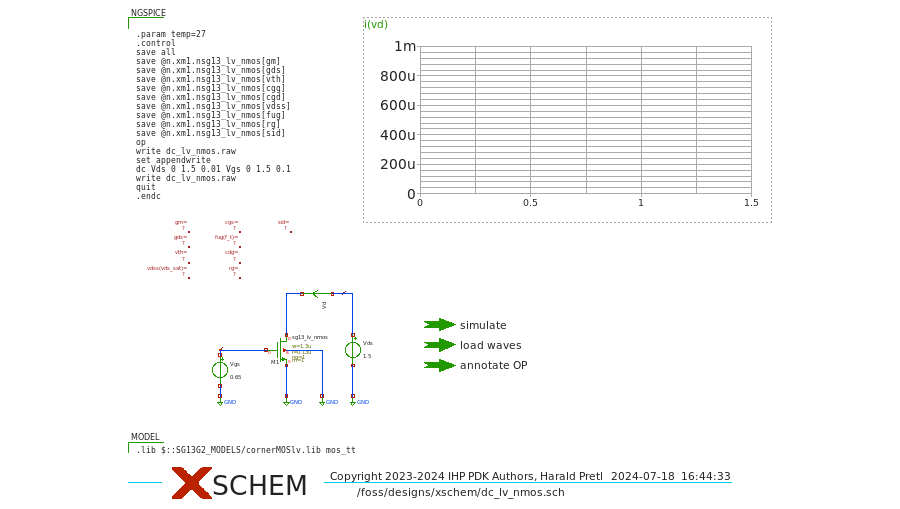 NGSPICE
.param temp=27
.control
save all
save @n.xm1.nsg13_lv_nmos[gm]
save @n.xm1.nsg13_lv_nmos[gds]
save @n.xm1.nsg13_lv_nmos[vth]
save @n.xm1.nsg13_lv_nmos[cgg]
save @n.xm1.nsg13_lv_nmos[cgd]
save @n.xm1.nsg13_lv_nmos[vdss]
save @n.xm1.nsg13_lv_nmos[fug]
save @n.xm1.nsg13_lv_nmos[rg]
save @n.xm1.nsg13_lv_nmos[sid]
op
write dc_lv_nmos.raw
set appendwrite
dc Vds 0 1.5 0.01 Vgs 0 1.5 0.1
write dc_lv_nmos.raw
quit
.endc
i(vd)
1m
800u
600u
400u
200u
0
0 0.5 1 1.5
gm= cgs= sid=
? ? ?
gds= fug(f_t)=
? ?
vth= cdg=
? ?
vdss(vds_sat)= rg=
? ?
Vd
sg13_lv_nmos
w=1.3u
M1
Vgs
0.65
Vds
1.5
GND GND GND GND
simulate
load waves
annotate OP
MODEL
.lib $::SG13G2_MODELS/cornerMOSlv.lib mos_tt
XSCHEM
Copyright 2023-2024 IHP PDK Authors, Harald Pretl 2024-07-18 16:44:33
/foss/designs/xschem/dc_lv_nmos.sch